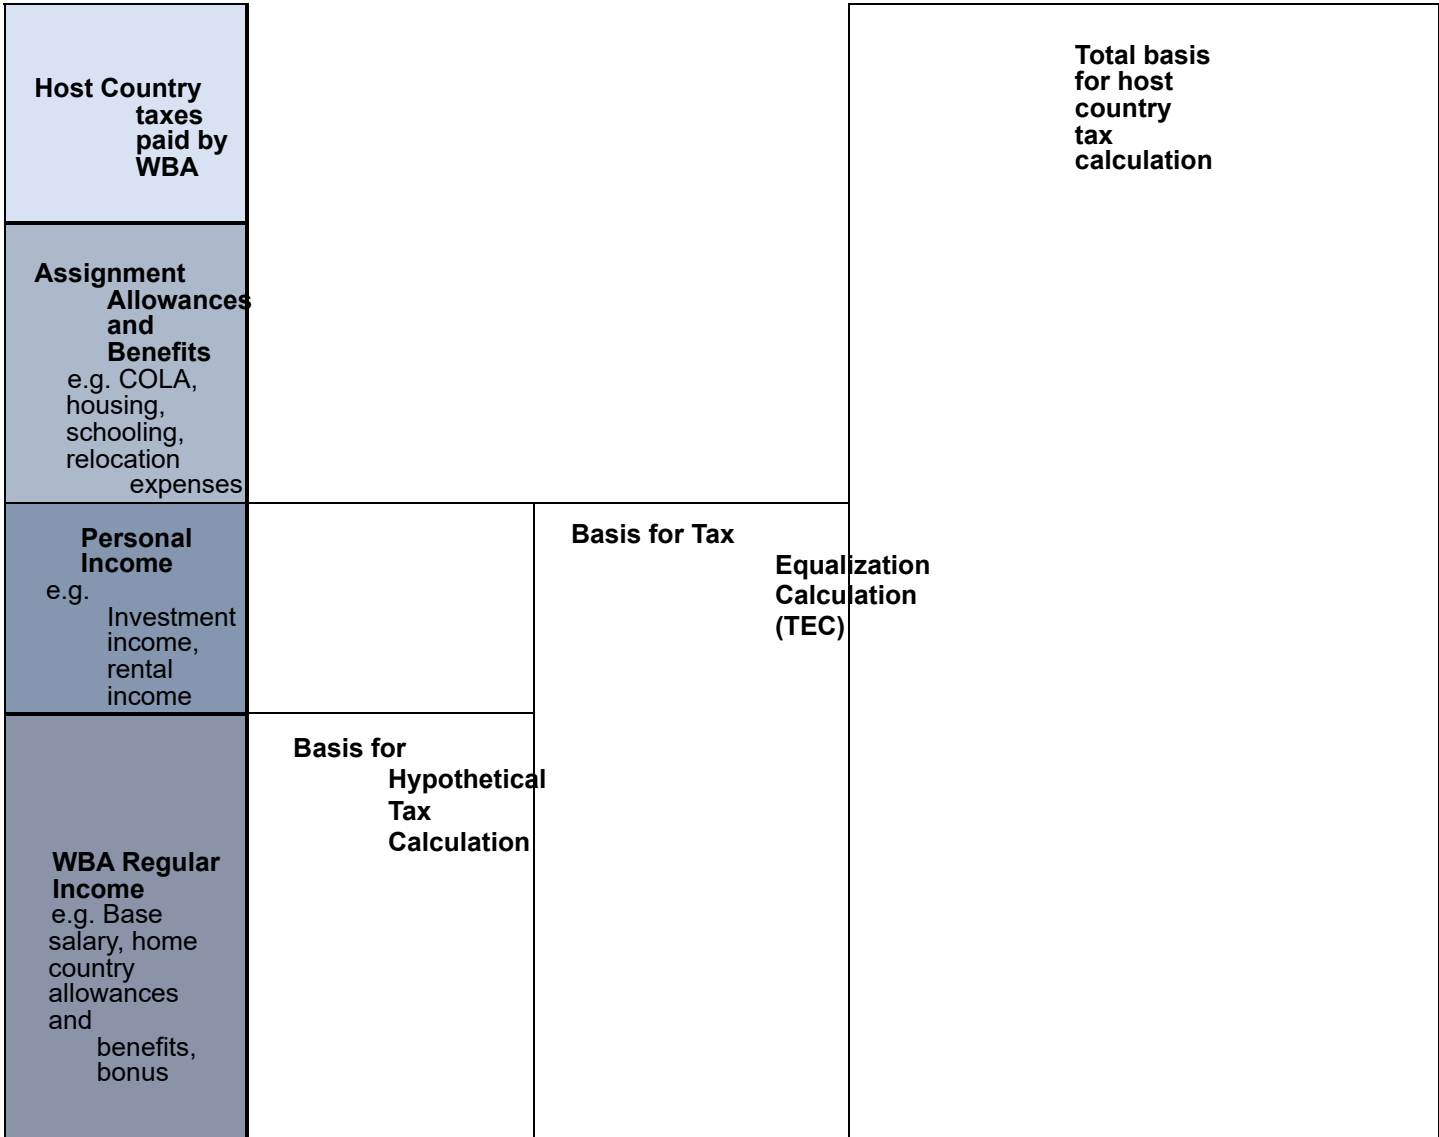 Host Country
taxes
paid by
WBA
Total basis
for host
country
tax
calculation
Assignment
Allowances
and
Benefits
e.g. COLA,
housing,
schooling,
relocation
expenses
Personal
Income
e.g.
Investment
income,
rental
income
Basis for Tax
Equalization
Calculation
(TEC)
Basis for
Hypothetical
Tax
Calculation
WBA Regular
Income
e.g. Base
salary, home
country
allowances
and
benefits,
bonus